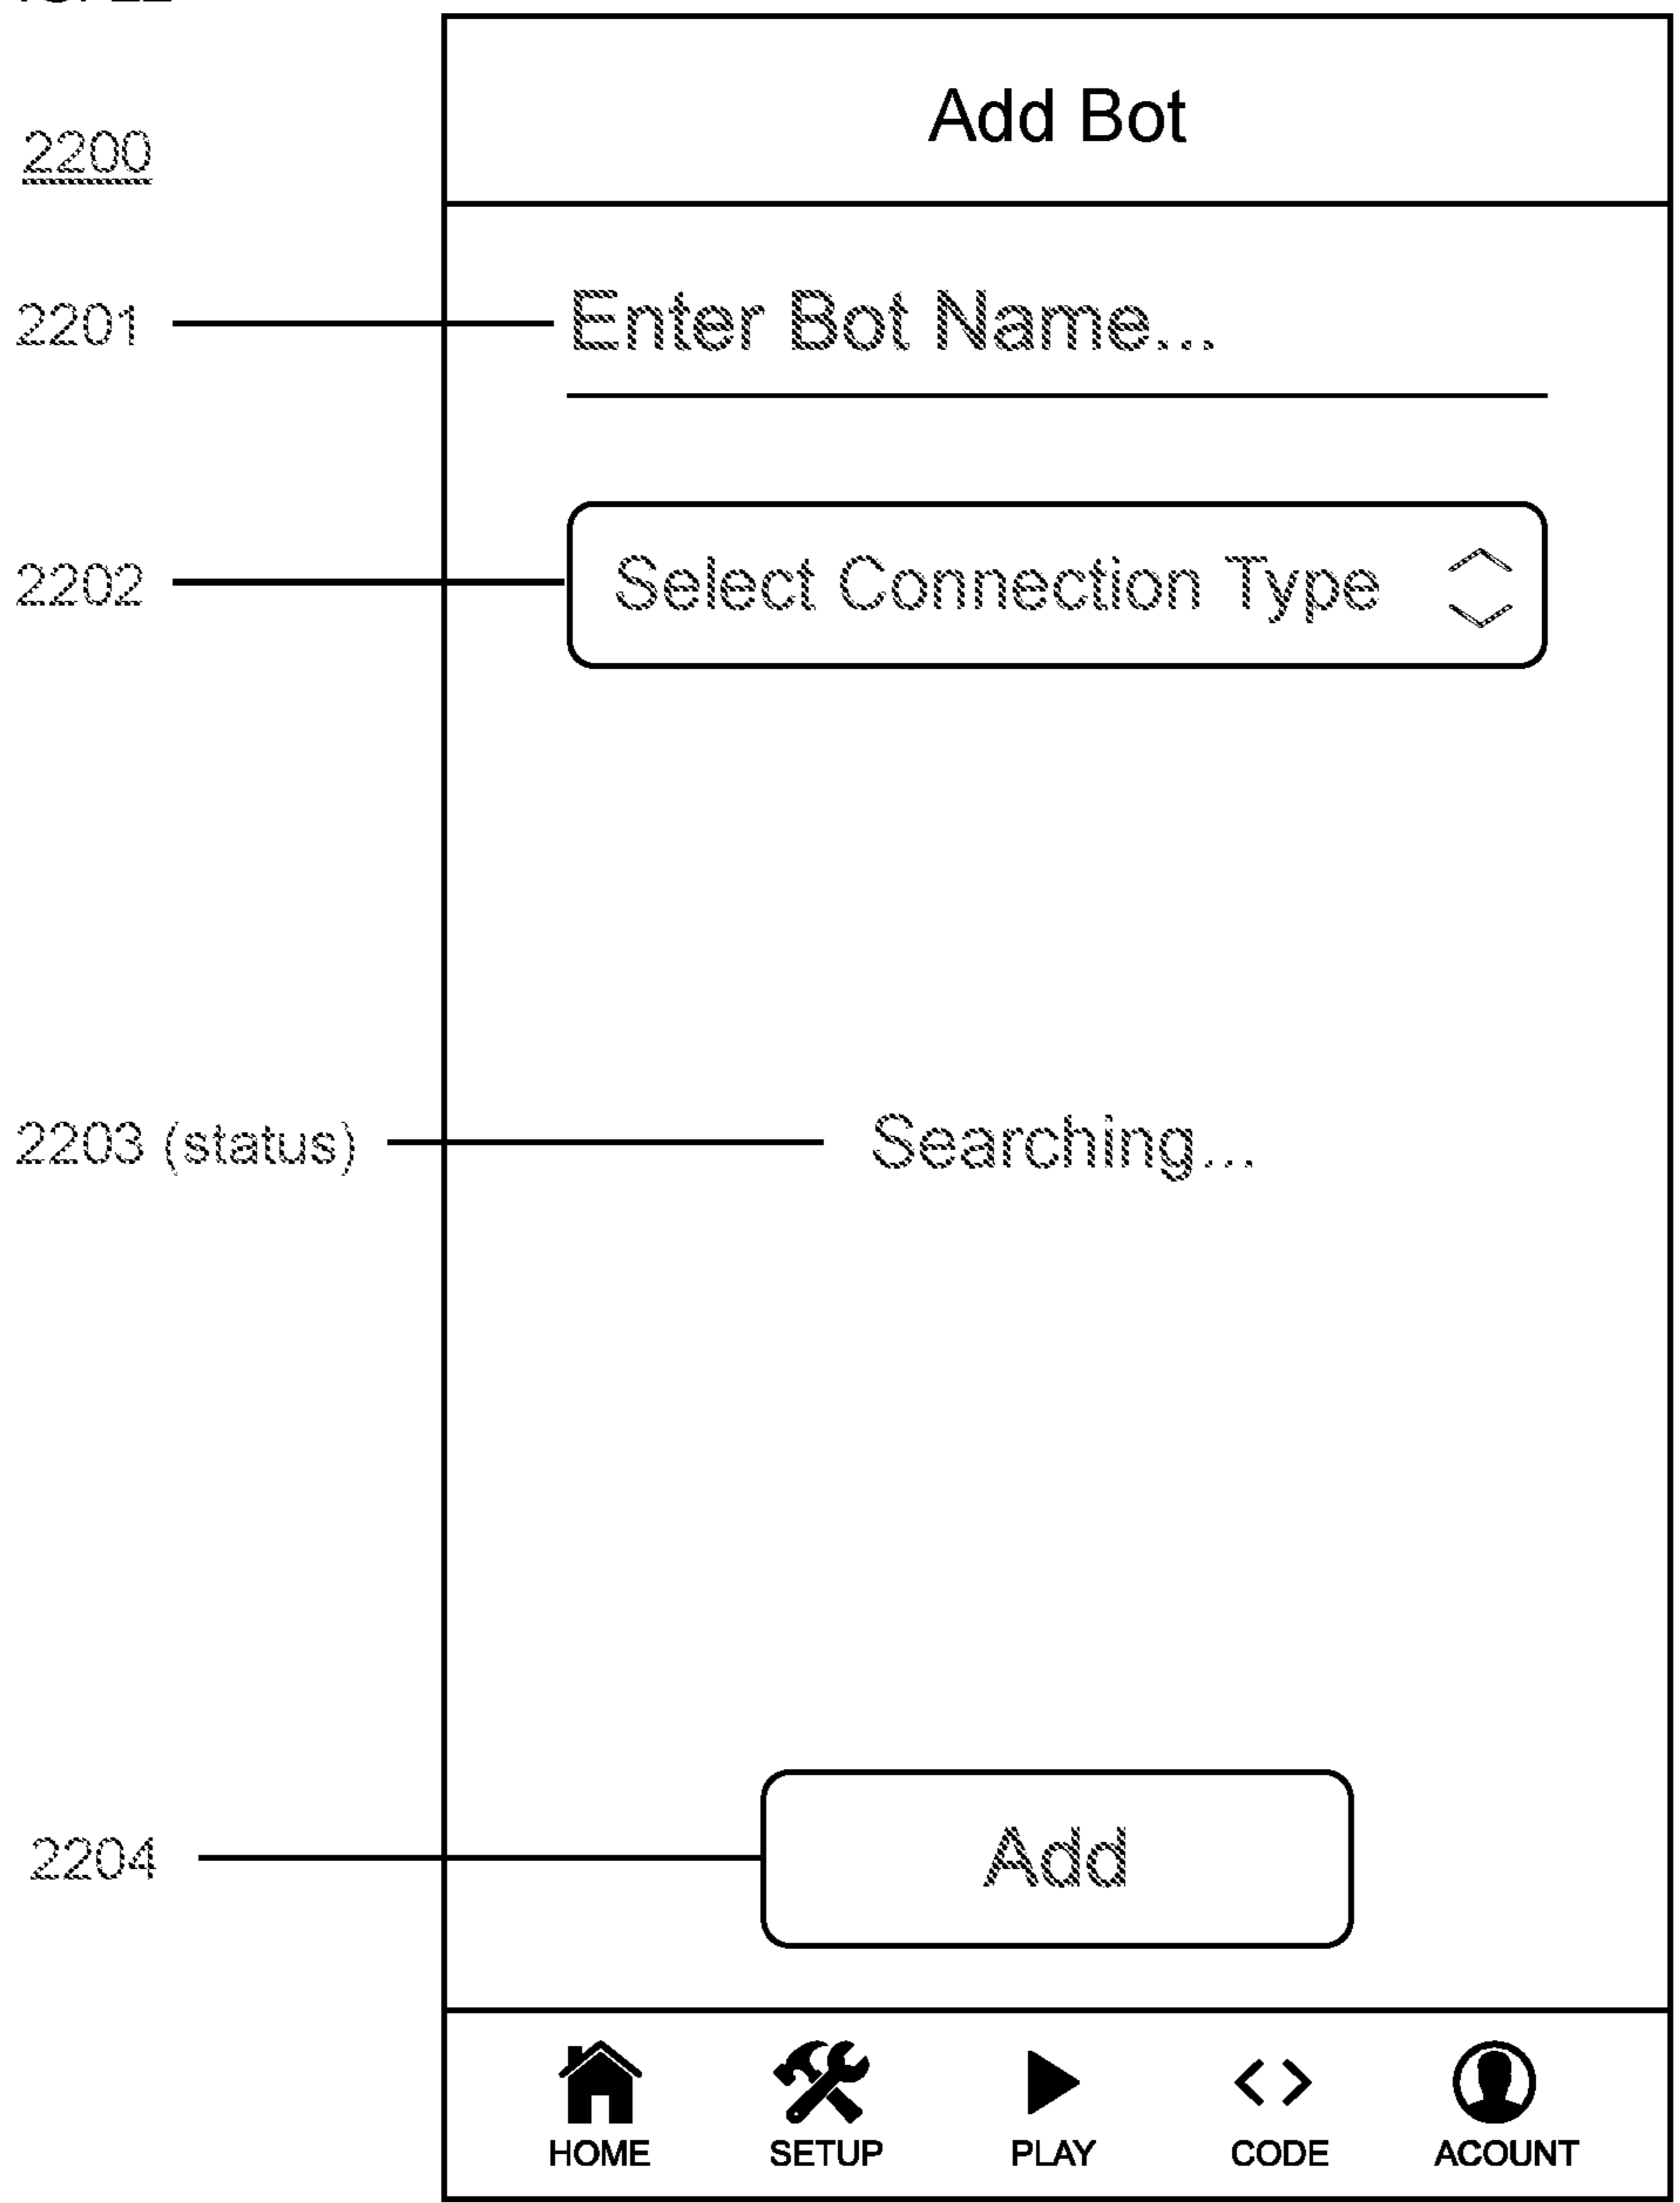 Add Bot
2200
2201 Enter Bot Name...
2202 Select Connection Type
2203 (status) Searching...
2204 Add
HOME SETUP PLAY CODE ACOUNT